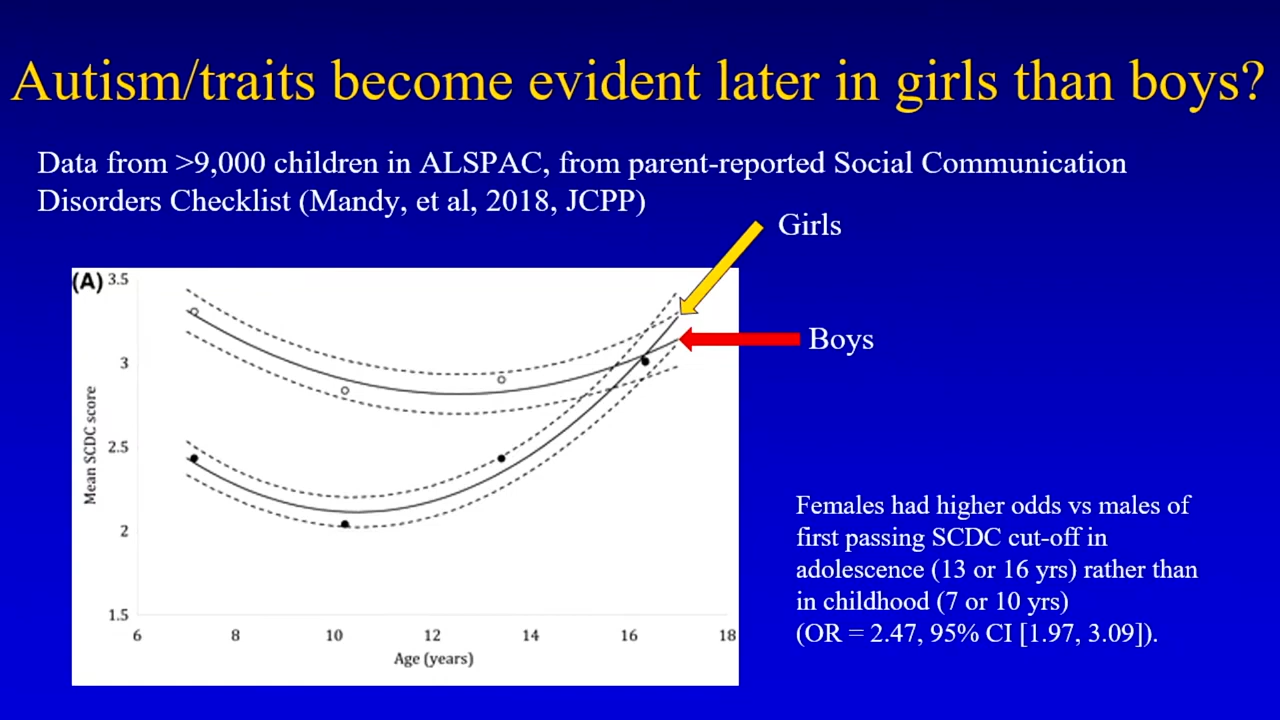 Autism/traits become evident later in girls than boys?
Data from >9,000 children in ALSPAC, from parent-reported Social Communication
Disorders Checklist (Mandy, et al, 2018, JCPP)
Girls
Boys
(A)
3.5
3
2.5
2
1.5
Mean SCDC score
6 8 10 12 14 16 18
Age (years)
Females had higher odds vs males of
first passing SCDC cut-off in
adolescence (13 or 16 yrs) rather than
in childhood (7 or 10 yrs)
(OR = 2.47, 95% CI [1.97, 3.09]).